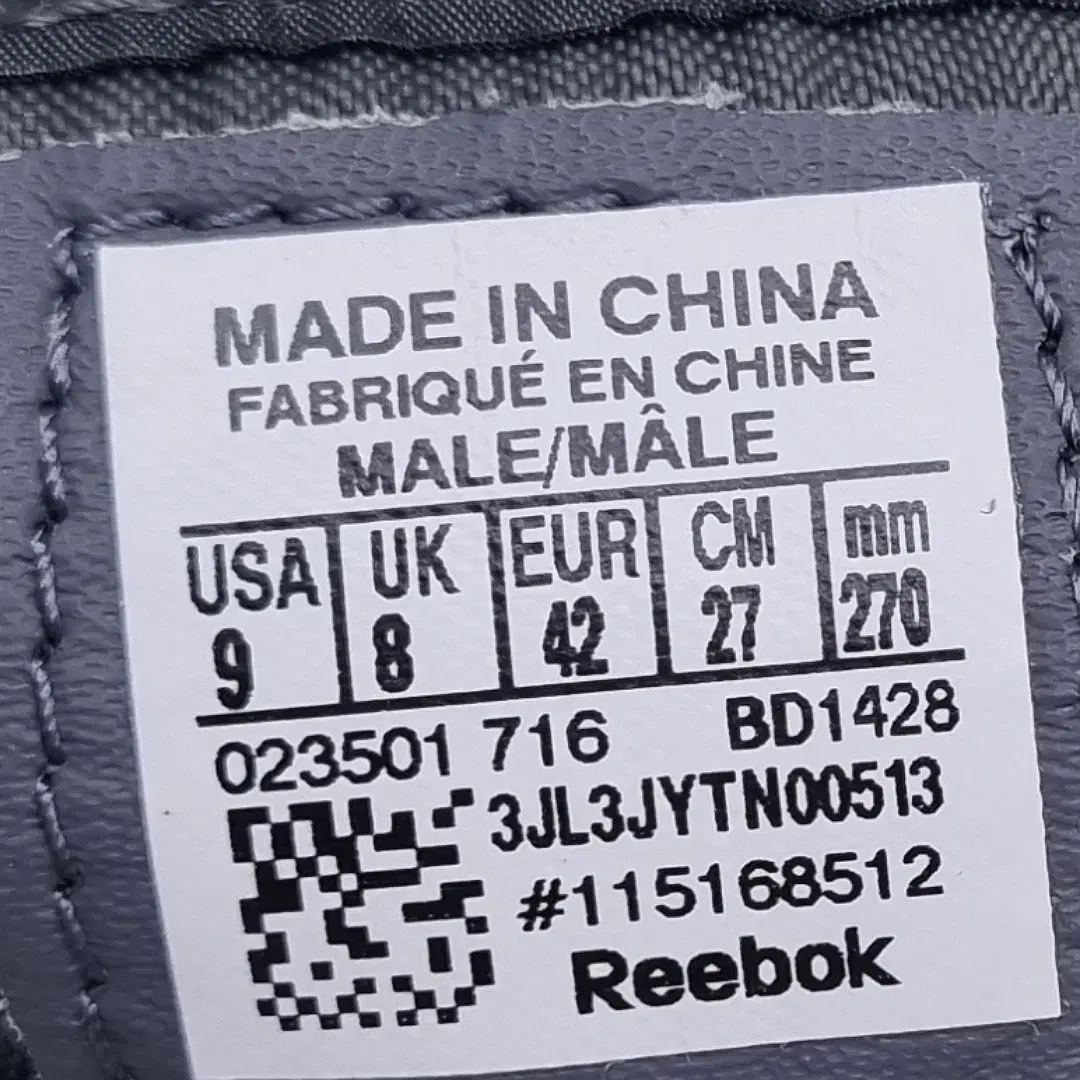 MADE IN CHINA
FABRIQUÉ EN CHINE
MALE/MÂLE
USA UK EUR CM mm
9 8 42 27 270
023501 716 BD1428
3JL3JYTN00513
#115168512
Reebok